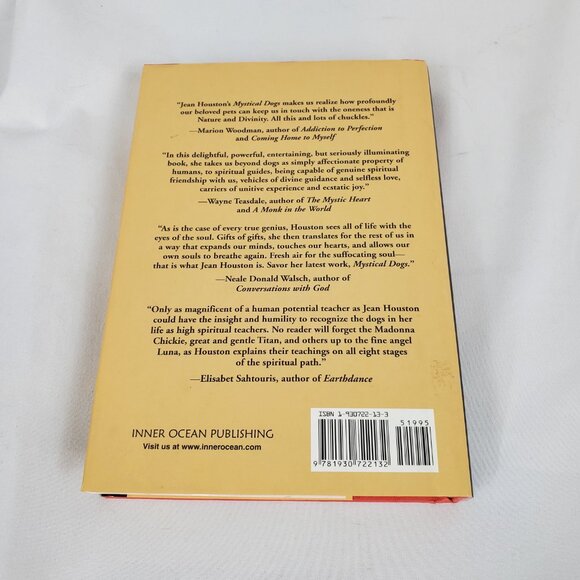 "Jean Houston's Mystical Dogs makes us realize how profoundly
our beloved pets can keep us in touch with the oneness that is
Nature and Divinity. All this and lots of chuckles."
—Marion Woodman, author of Addiction to Perfection
and Coming Home to Myself
"In this delightful, powerful, entertaining, but seriously illuminating
book, she takes us beyond dogs as simply affectionate property of
humans, to spiritual guides, being capable of genuine spiritual
friendship with us, vehicles of divine guidance and selfless love,
carriers of unitive experience and ecstatic joy."
—Wayne Teasdale, author of The Mystic Heart
and A Monk in the World
"As is the case of every true genius, Houston sees all of life with the
eyes of the soul. Gifts of gifts, she then translates for the rest of us in
a way that expands our minds, touches our hearts, and allows our
own souls to breathe again. Fresh air for the suffocating soul—
that is what Jean Houston is. Savor her latest work, Mystical Dogs."
—Neale Donald Walsch, author of
Conversations with God
"Only as magnificent of a human potential teacher as Jean Houston
could have the insight and humility to recognize the dogs in her
life as high spiritual teachers. No reader will forget the Madonna
Chickie, great and gentle Titan, and others up to the fine angel
Luna, as Houston explains their teachings on all eight stages
of the spiritual path."
—Elisabet Sahtouris, author of Earthdance
INNER OCEAN PUBLISHING
Visit us at www.innerocean.com
ISBN 1-930722-13-3
51995
9 781930 722132